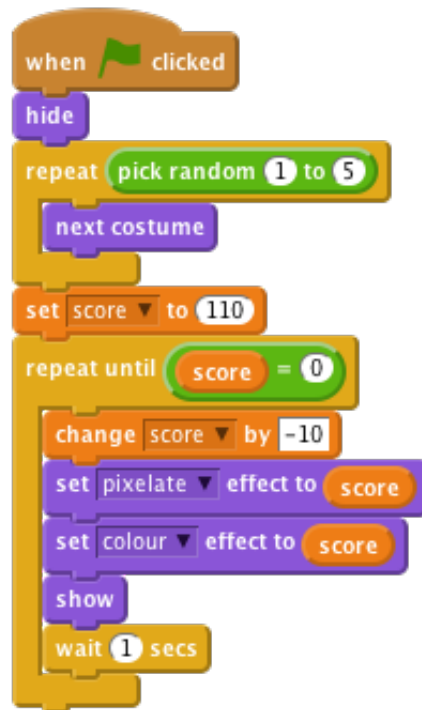 when clicked
hide
repeat pick random 1 to 5
next costume
set score to 110
repeat until score = 0
change score by -10
set pixelate effect to score
set colour effect to score
show
wait 1 secs